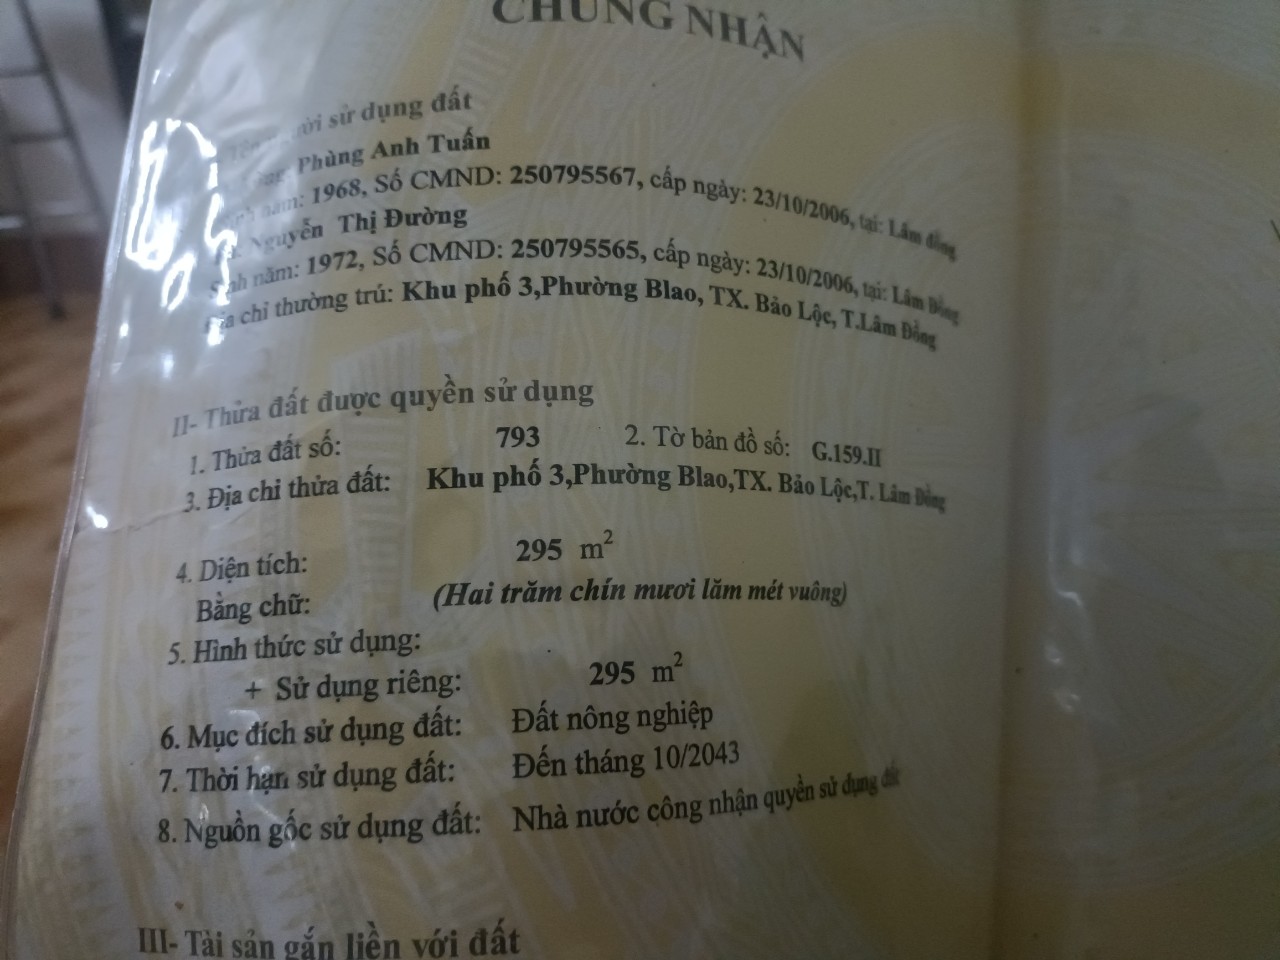 CHỨNG NHẬN
người sử dụng đất
Phùng Anh Tuấn
Sinh năm: 1968, Số CMND: 250795567, cấp ngày: 23/10/2006, tại: Lâm đồng
Nguyễn Thị Đường
Sinh năm: 1972, Số CMND: 250795565, cấp ngày: 23/10/2006, tại: Lâm Đồng
Địa chỉ thường trú: Khu phố 3,Phường Blao, TX. Bảo Lộc, T.Lâm Đồng
II- Thửa đất được quyền sử dụng
1. Thửa đất số: 793 2. Tờ bản đồ số: G.159.II
3. Địa chỉ thửa đất: Khu phố 3,Phường Blao,TX. Bảo Lộc,T. Lâm Đồng
4. Diện tích: 295 m²
Bằng chữ: (Hai trăm chín mươi lăm mét vuông)
5. Hình thức sử dụng:
+ Sử dụng riêng: 295 m²
6. Mục đích sử dụng đất: Đất nông nghiệp
7. Thời hạn sử dụng đất: Đến tháng 10/2043
8. Nguồn gốc sử dụng đất: Nhà nước công nhận quyền sử dụng đất
III- Tài sản gắn liền với đất